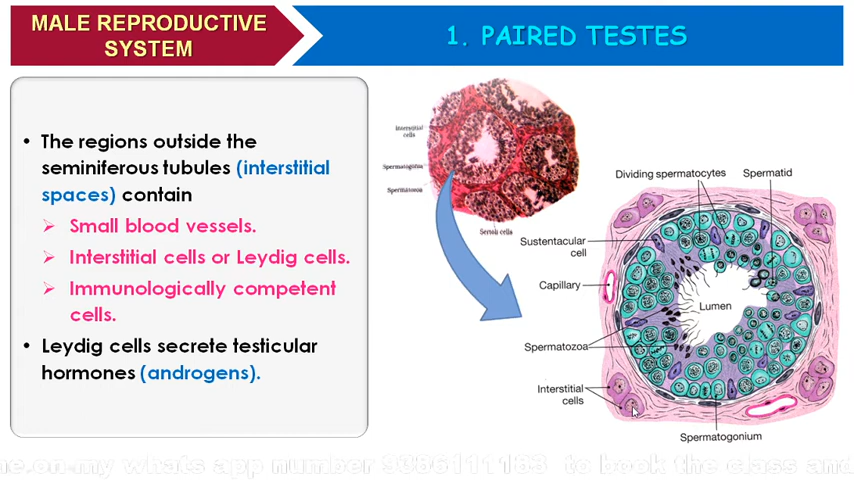 MALE REPRODUCTIVE
SYSTEM
1. PAIRED TESTES
• The regions outside the
seminiferous tubules (interstitial
spaces) contain
➢ Small blood vessels.
➢ Interstitial cells or Leydig cells.
➢ Immunologically competent
cells.
• Leydig cells secrete testicular
hormones (androgens).
Interstitial
cells
Spermatogonia
Spermatozoa
Sertoli cells
Dividing spermatocytes
Spermatid
Sustentacular
cell
Capillary
Lumen
Spermatozoa
Interstitial
cells
Spermatogonium
on my whats app number 9386111183 to book the class and